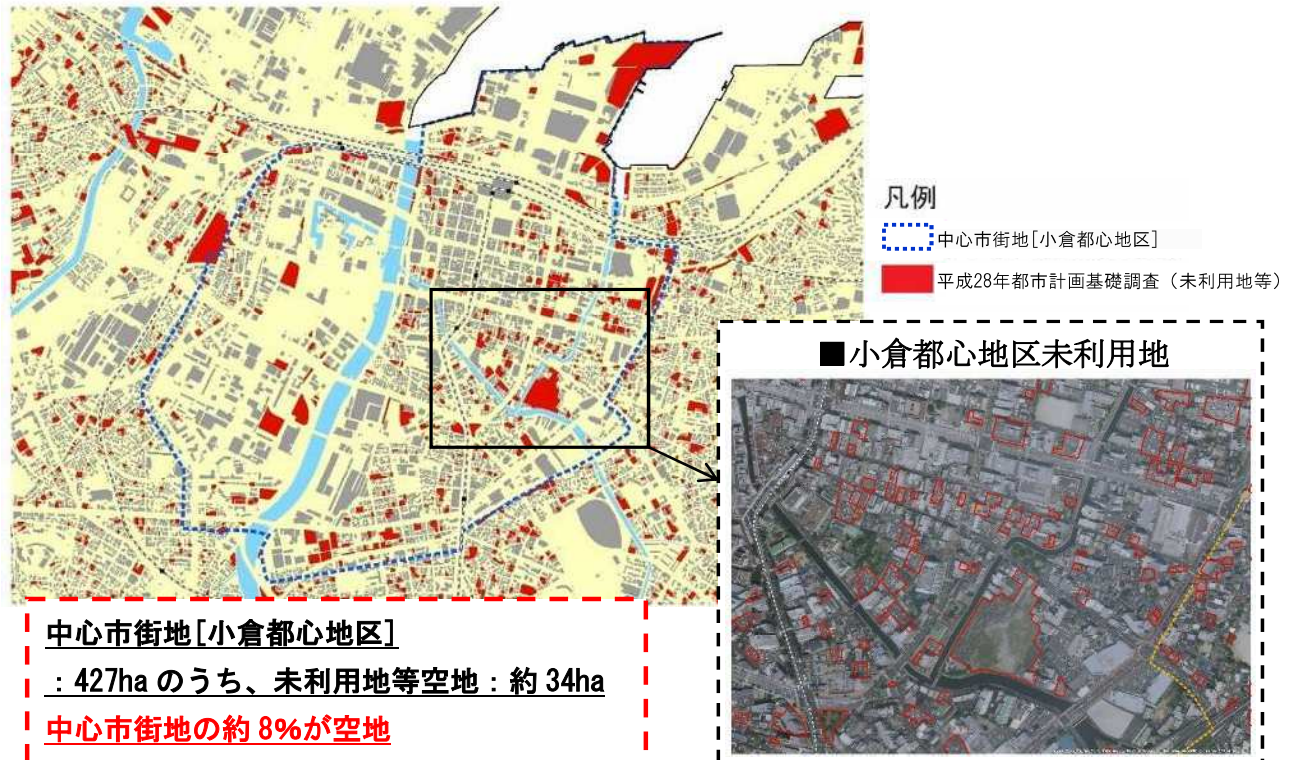 凡例
中心市街地[小倉都心地区]
平成28年都市計画基礎調査（未利用地等）
■小倉都心地区未利用地
中心市街地[小倉都心地区]
：427haのうち、未利用地等空地：約34ha
中心市街地の約8%が空地